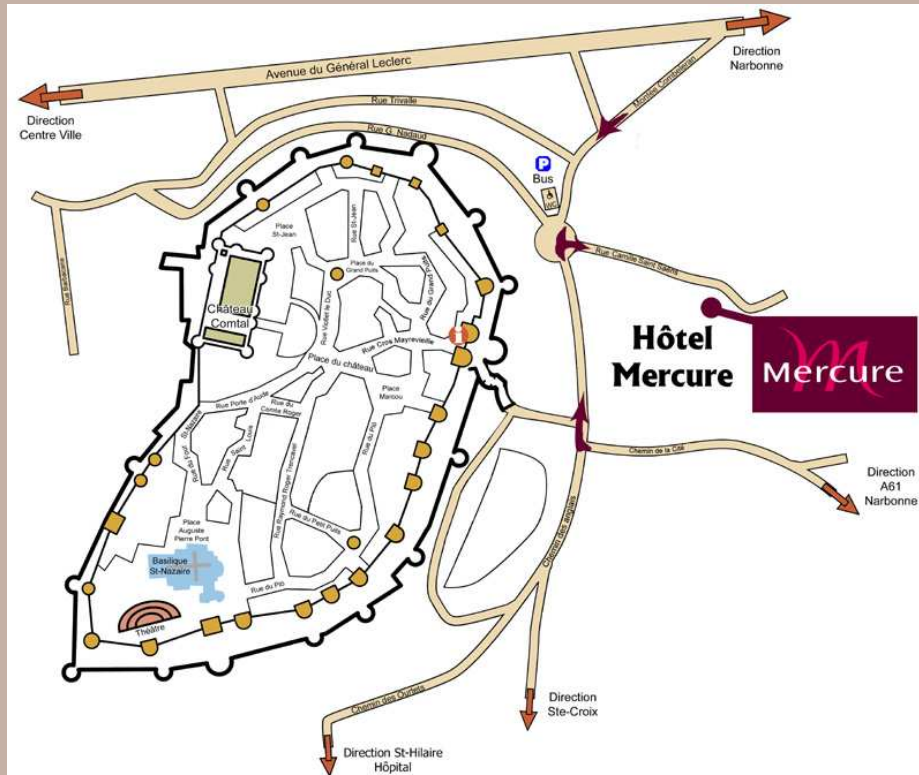 Direction
Narbonne
Avenue du Général Leclerc
Direction
Centre Ville
Rue Trivalle
Montée Combéléran
Rue G. Nadaud
P
Bus
WC
Place
St-Jean
Rue St-Jean
Place du
Grand Puits
Rue du Grand Puits
Rue Camille Saint Saëns
Rue Barbacane
Château
Comtal
Rue Viollet le Duc
i
Rue Cros Mayrevieille
Place du château
Hôtel
Mercure
m
Mercure
Place
Marcou
Rue Porte d'Aude
Rue du
Comte Roger
St-Nazaire
Rue du Four
Rue Saint Louis
Rue du Plô
Rue Raymond Roger Trencavel
Chemin de la Cité
Direction
A61
Narbonne
Chemin des anglais
Place
Auguste
Pierre Pont
Rue du Petit Puits
Basilique
St-Nazaire
Rue du Plô
Théâtre
Chemin des Ourtets
Direction
Ste-Croix
Direction St-Hilaire
Hôpital